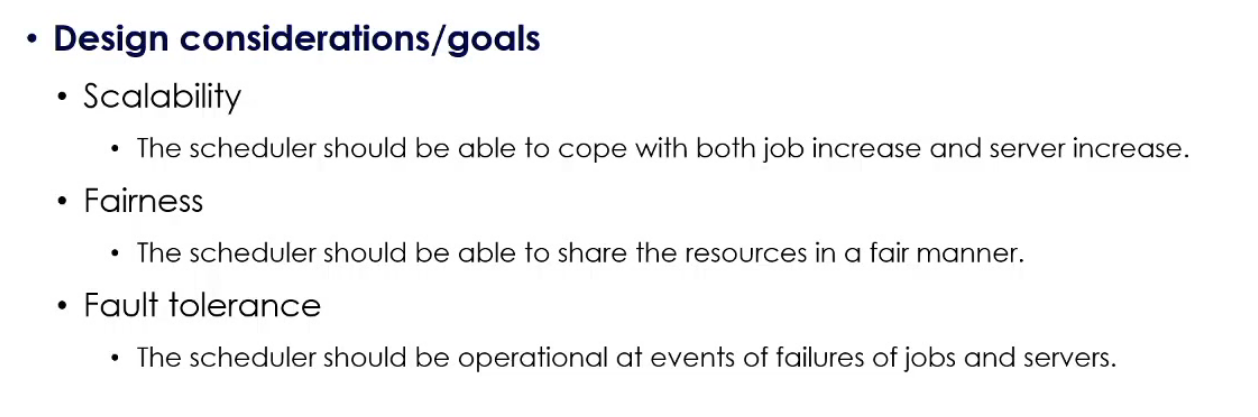 • Design considerations/goals
• Scalability
• The scheduler should be able to cope with both job increase and server increase.
• Fairness
• The scheduler should be able to share the resources in a fair manner.
• Fault tolerance
• The scheduler should be operational at events of failures of jobs and servers.